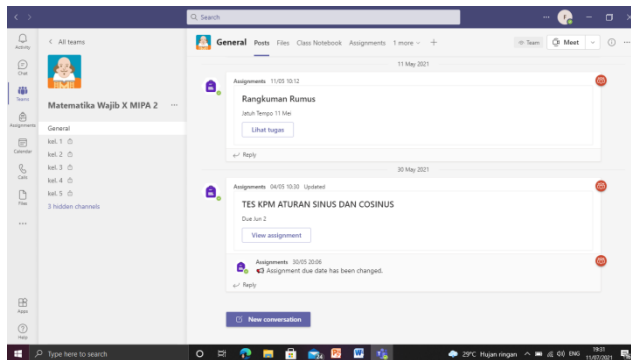 Search
Activity
Chat
Teams
Assignments
Calendar
Calls
Files
Apps
Help
All teams
Matematika Wajib X MIPA 2
General
kel. 1
kel. 2
kel. 3
kel. 4
kel. 5
3 hidden channels
General Posts Files Class Notebook Assignments 1 more
Team Meet
11 May 2021
Assignments 11/05 10:12
Rangkuman Rumus
Jatuh Tempo 11 Mei
Lihat tugas
Reply
30 May 2021
Assignments 04/05 10:30 Updated
TES KPM ATURAN SINUS DAN COSINUS
Due Jun 2
View assignment
Assignments 30/05 20:06
Assignment due date has been changed.
Reply
New conversation
Type here to search
29°C Hujan ringan
ENG
19:31
11/07/2021